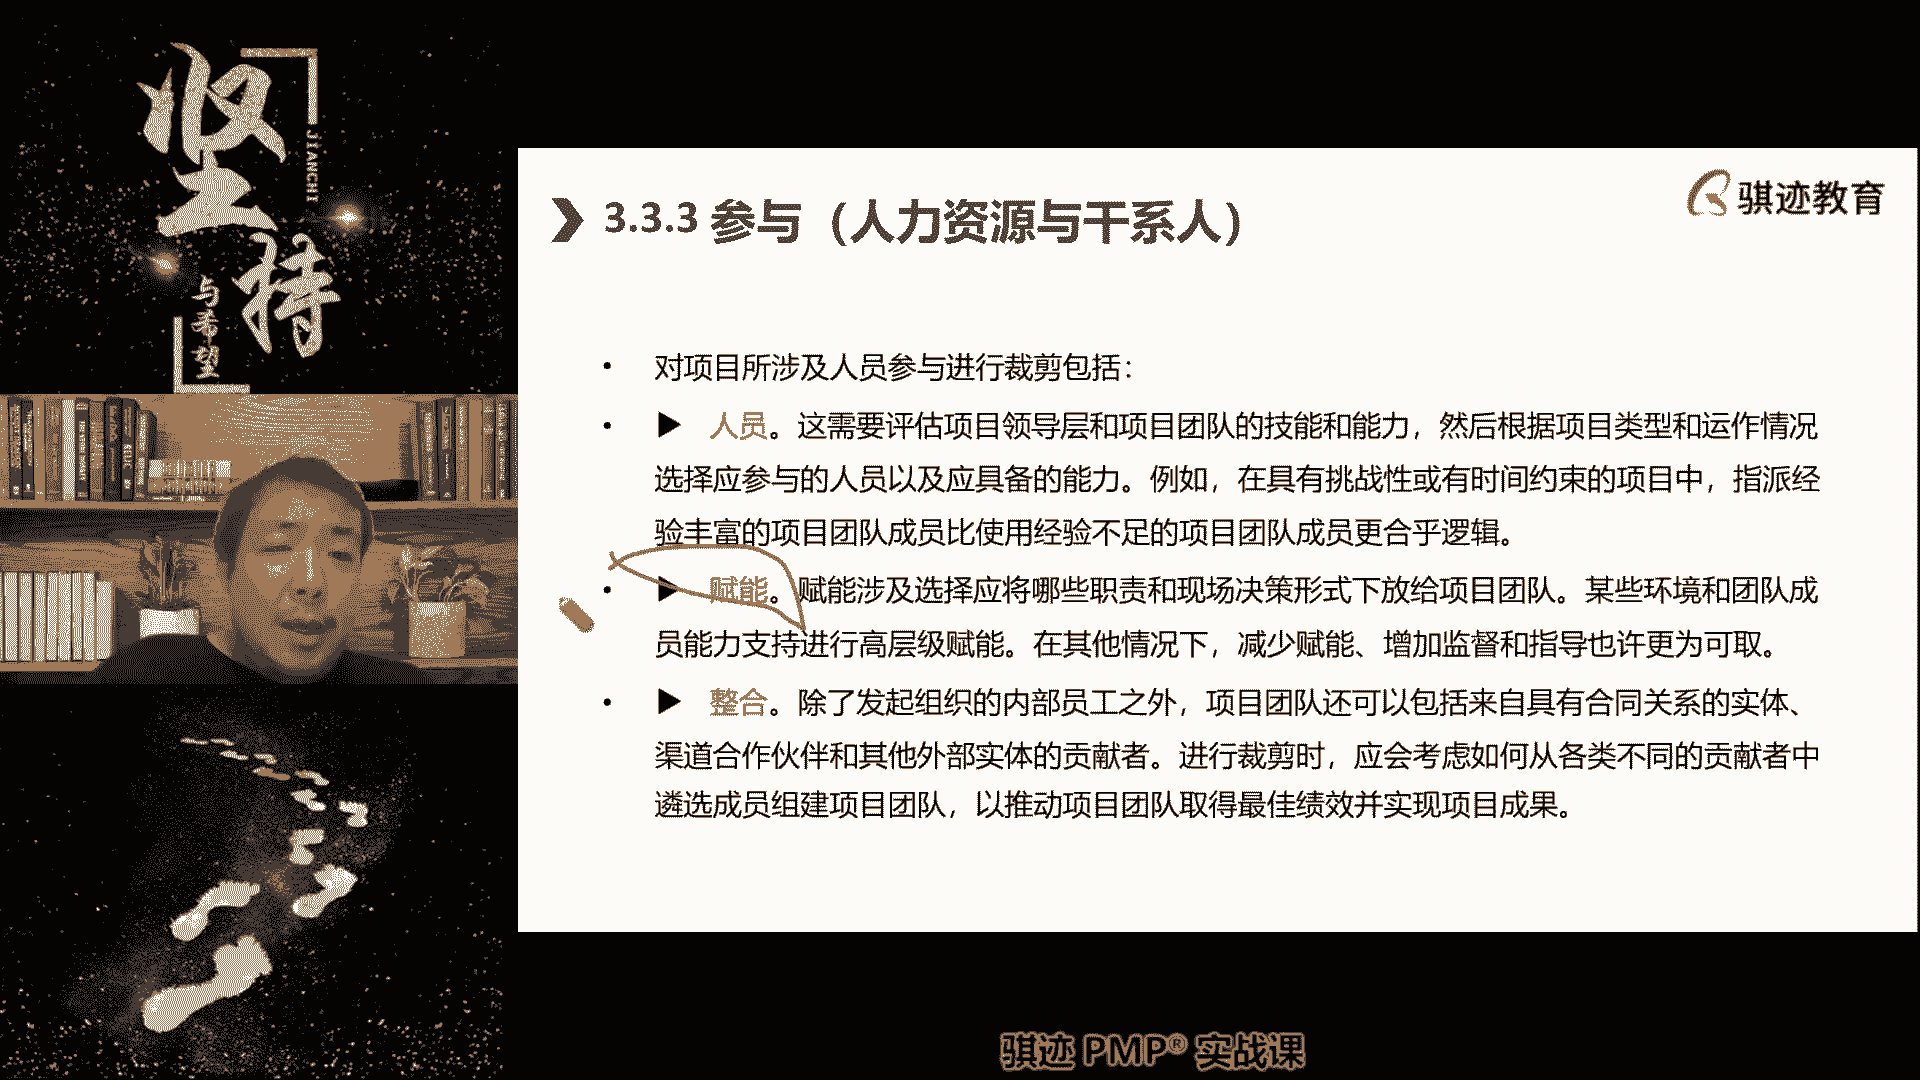 坚持
JIANCHI
与希望
骐迹教育
3.3.3 参与（人力资源与干系人）
• 对项目所涉及人员参与进行裁剪包括：
• ▶ 人员。这需要评估项目领导层和项目团队的技能和能力，然后根据项目类型和运作情况
选择应参与的人员以及应具备的能力。例如，在具有挑战性或有时间约束的项目中，指派经
验丰富的项目团队成员比使用经验不足的项目团队成员更合乎逻辑。
• ▶ 赋能。赋能涉及选择应将哪些职责和现场决策形式下放给项目团队。某些环境和团队成
员能力支持进行高层级赋能。在其他情况下，减少赋能、增加监督和指导也许更为可取。
• ▶ 整合。除了发起组织的内部员工之外，项目团队还可以包括来自具有合同关系的实体、
渠道合作伙伴和其他外部实体的贡献者。进行裁剪时，应会考虑如何从各类不同的贡献者中
遴选成员组建项目团队，以推动项目团队取得最佳绩效并实现项目成果。
骐迹 PMP® 实战课